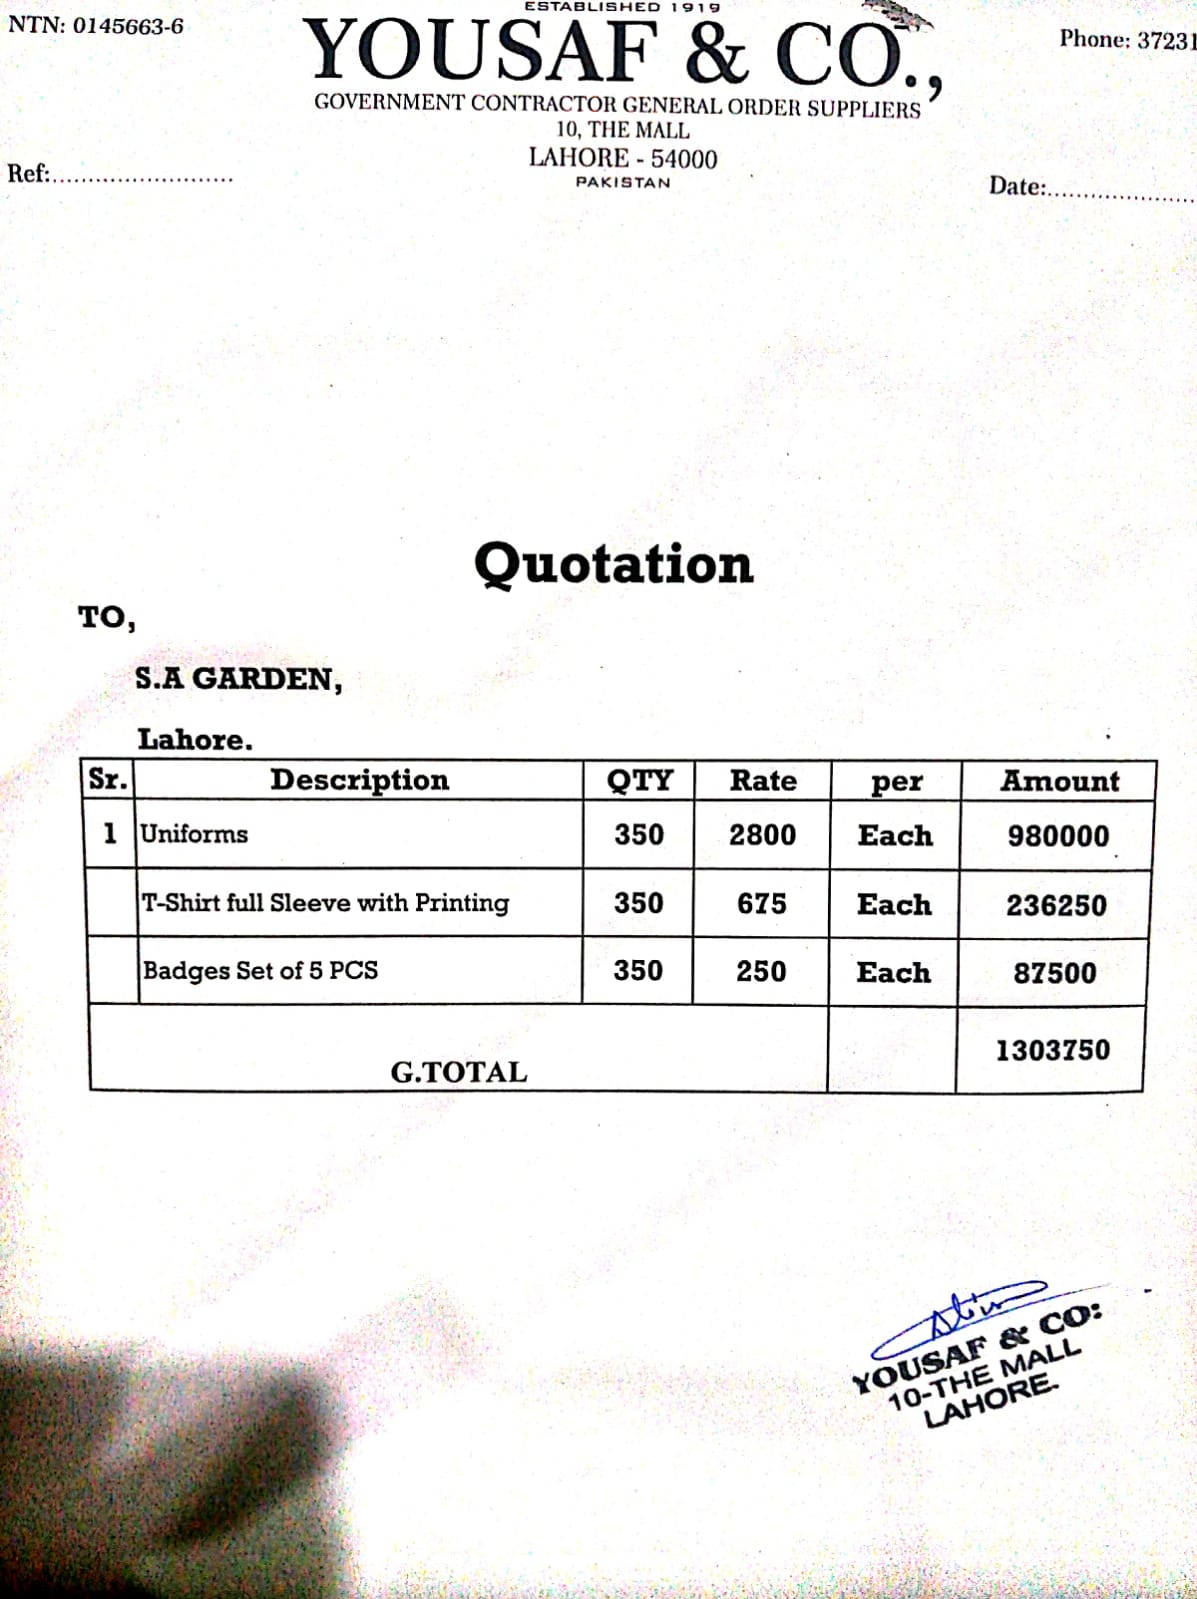 ESTABLISHED 1919
NTN: 0145663-6
YOUSAF & CO.,
Phone: 37231
GOVERNMENT CONTRACTOR GENERAL ORDER SUPPLIERS
10, THE MALL
LAHORE - 54000
PAKISTAN
Ref:.........................
Date:.....................
Quotation
TO,
S.A GARDEN,
Lahore.
Sr. Description QTY Rate per Amount
1 Uniforms 350 2800 Each 980000
T-Shirt full Sleeve with Printing 350 675 Each 236250
Badges Set of 5 PCS 350 250 Each 87500
G.TOTAL 1303750
YOUSAF & CO:
10-THE MALL
LAHORE.